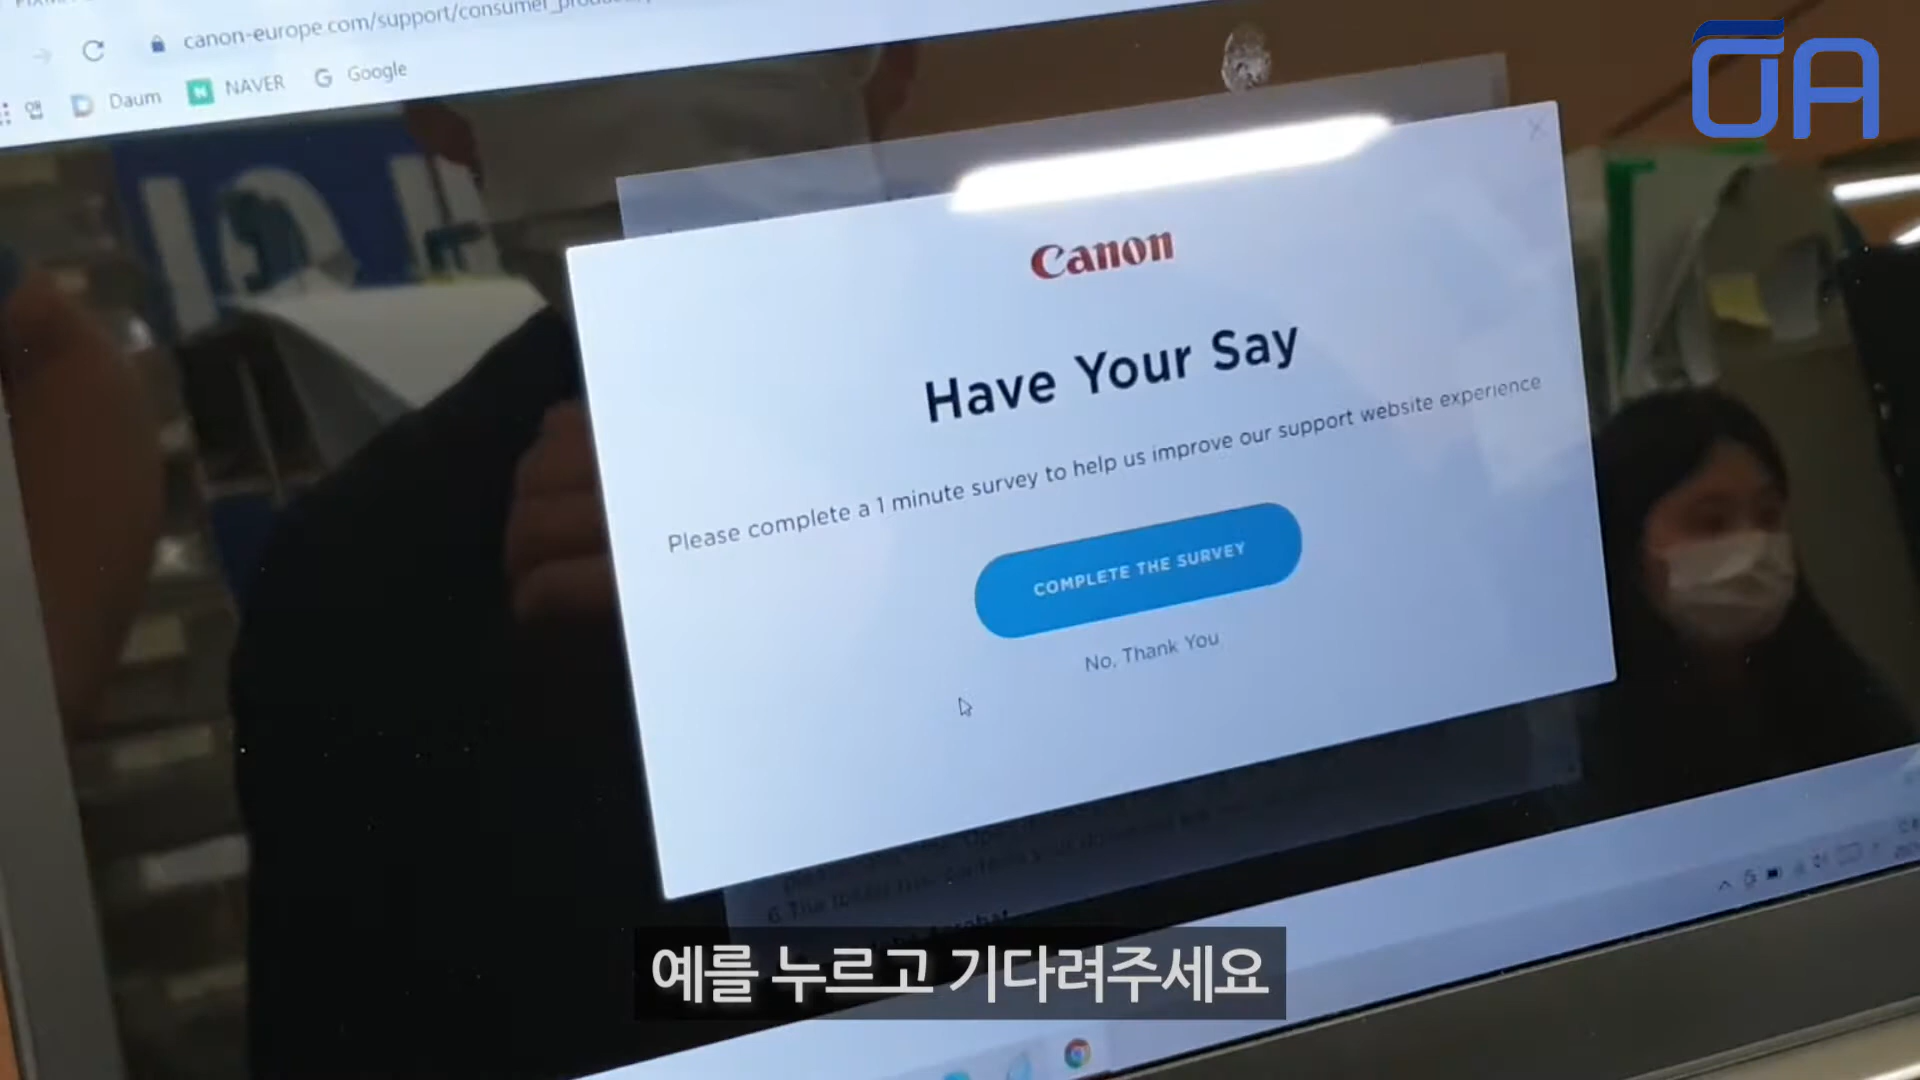 canon-europe.com/support/consumer_produ
Daum NAVER G Google
OA
Canon
Have Your Say
Please complete a 1 minute survey to help us improve our support website experience
COMPLETE THE SURVEY
No, Thank You
예를 누르고 기다려주세요